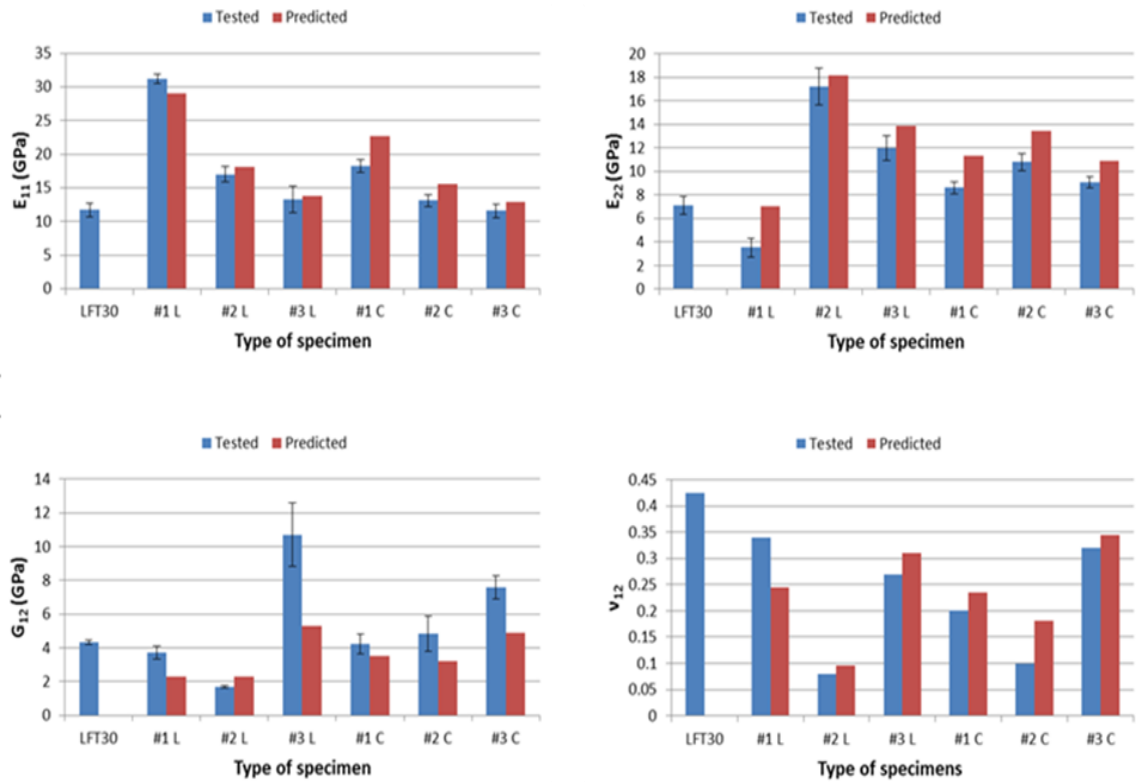 Tested Predicted
E11 (GPa)
35
30
25
20
15
10
5
0
LFT30 #1 L #2 L #3 L #1 C #2 C #3 C
Type of specimen
Tested Predicted
E22 (GPa)
20
18
16
14
12
10
8
6
4
2
0
LFT30 #1 L #2 L #3 L #1 C #2 C #3 C
Type of specimen
Tested Predicted
G12 (GPa)
14
12
10
8
6
4
2
0
LFT30 #1 L #2 L #3 L #1 C #2 C #3 C
Type of specimen
Tested Predicted
ν12
0.45
0.4
0.35
0.3
0.25
0.2
0.15
0.1
0.05
0
LFT30 #1 L #2 L #3 L #1 C #2 C #3 C
Type of specimens